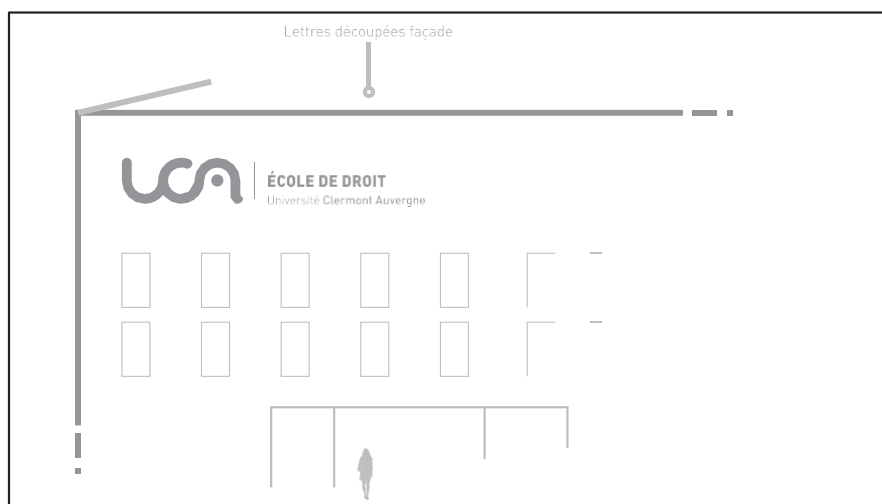 Lettres découpées façade
uca
ÉCOLE DE DROIT
Université Clermont Auvergne